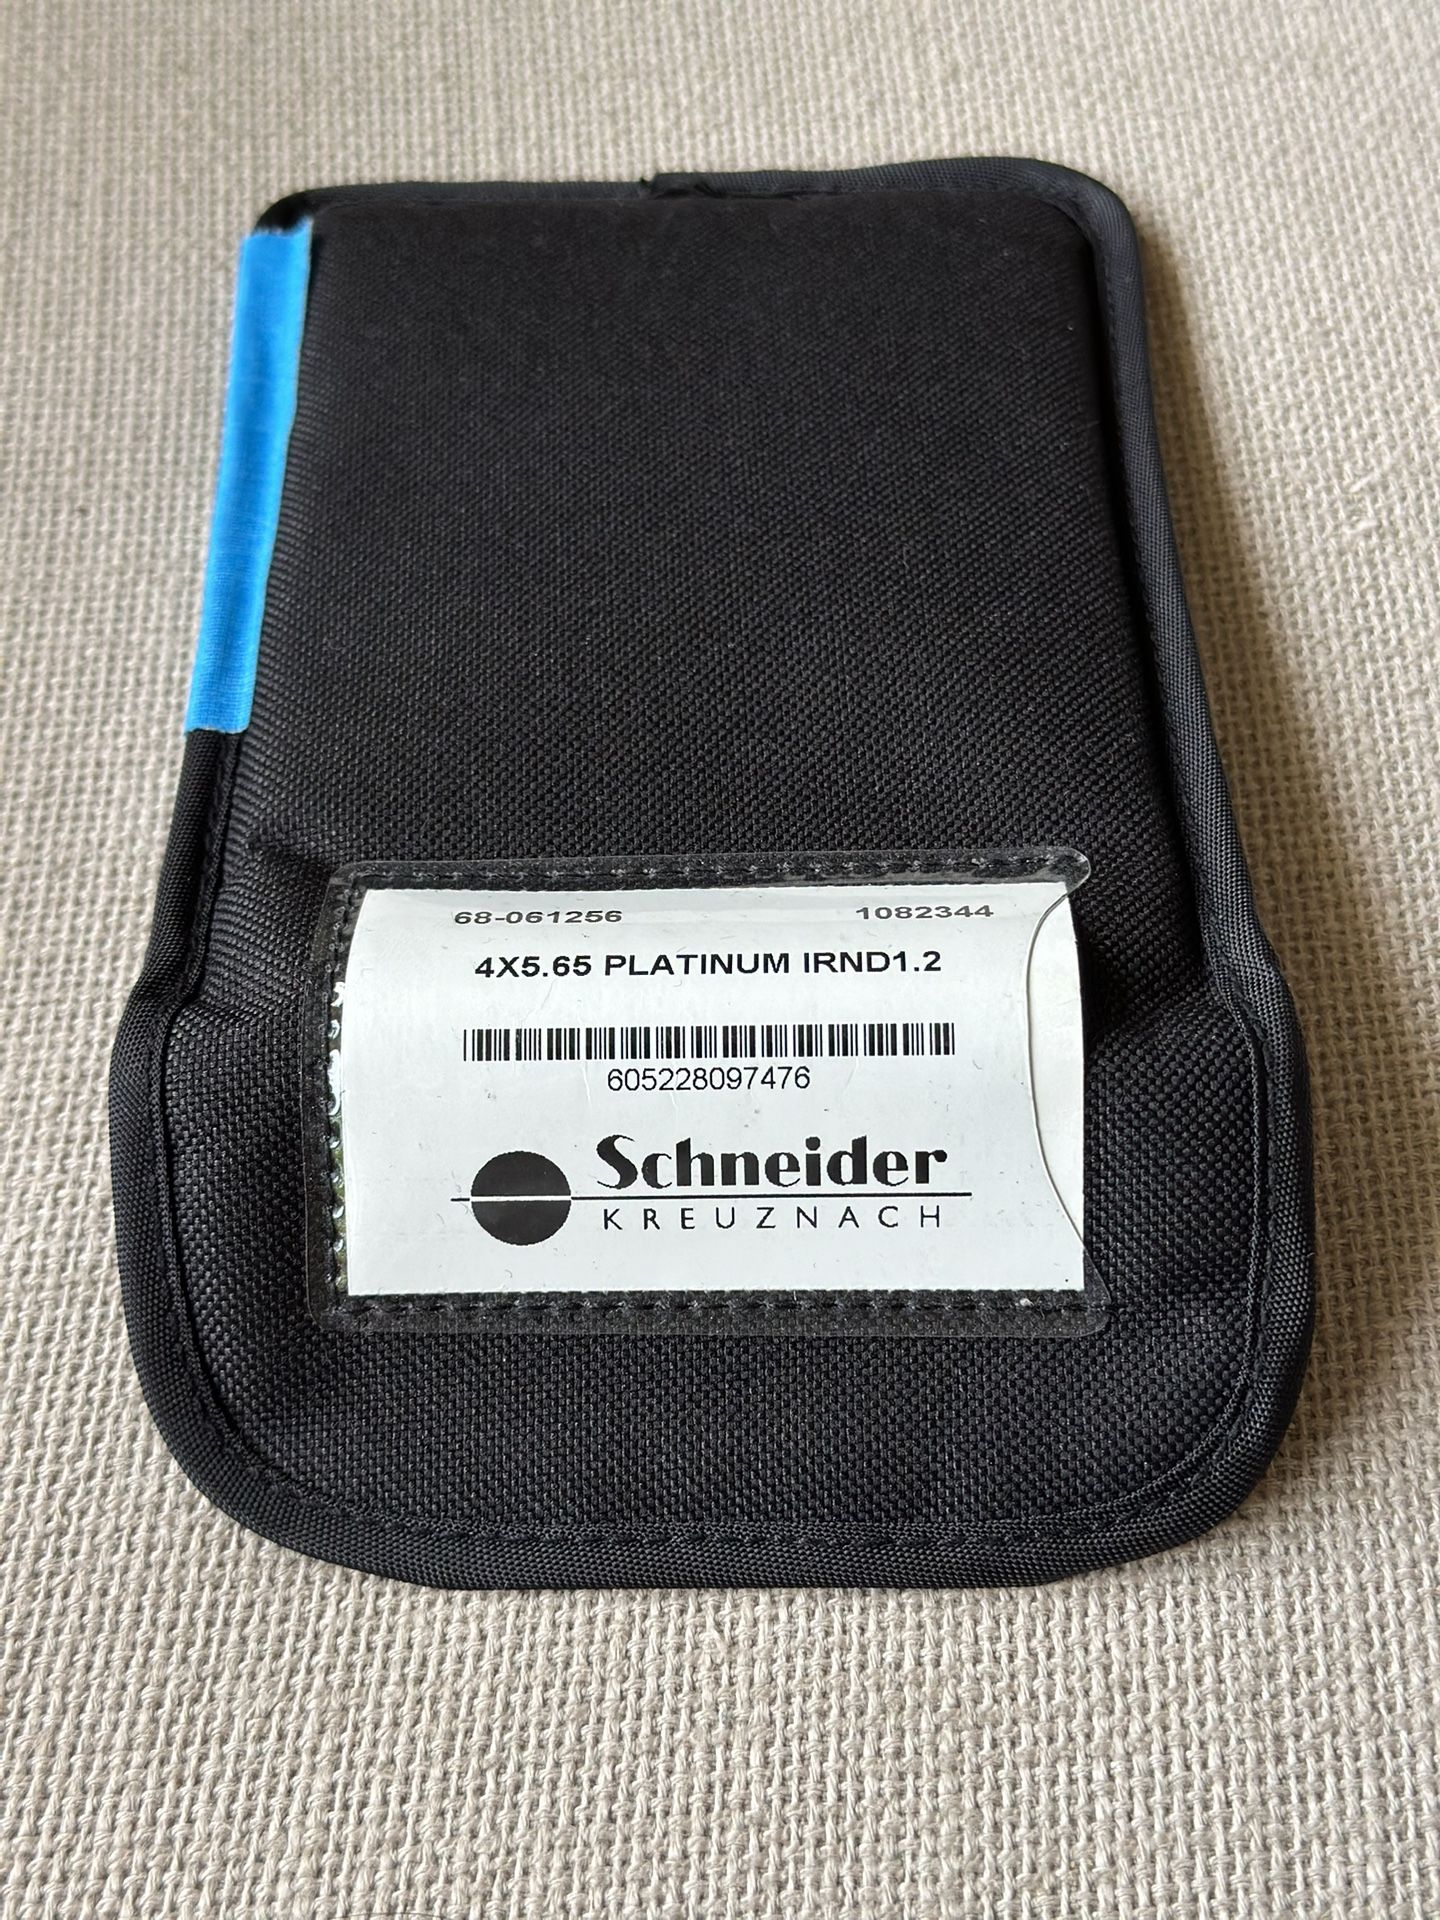 68-061256 1082344
4X5.65 PLATINUM IRND1.2
605228097476
Schneider
KREUZNACH